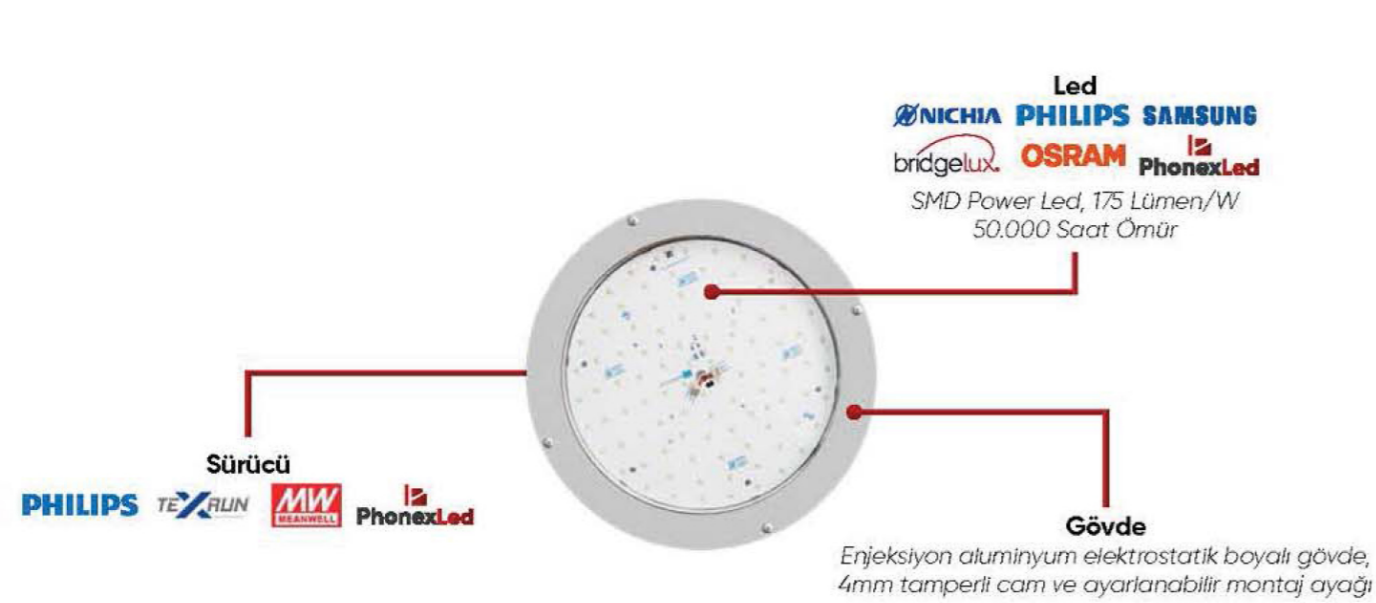 Led
NICHIA PHILIPS SAMSUNG
bridgelux. OSRAM PhonexLed
SMD Power Led, 175 Lümen/W
50.000 Saat Ömür
Sürücü
PHILIPS TEXRUN MW MEANWELL PhonexLed
Gövde
Enjeksiyon aluminyum elektrostatik boyalı gövde,
4mm tamperli cam ve ayarlanabilir montaj ayağı